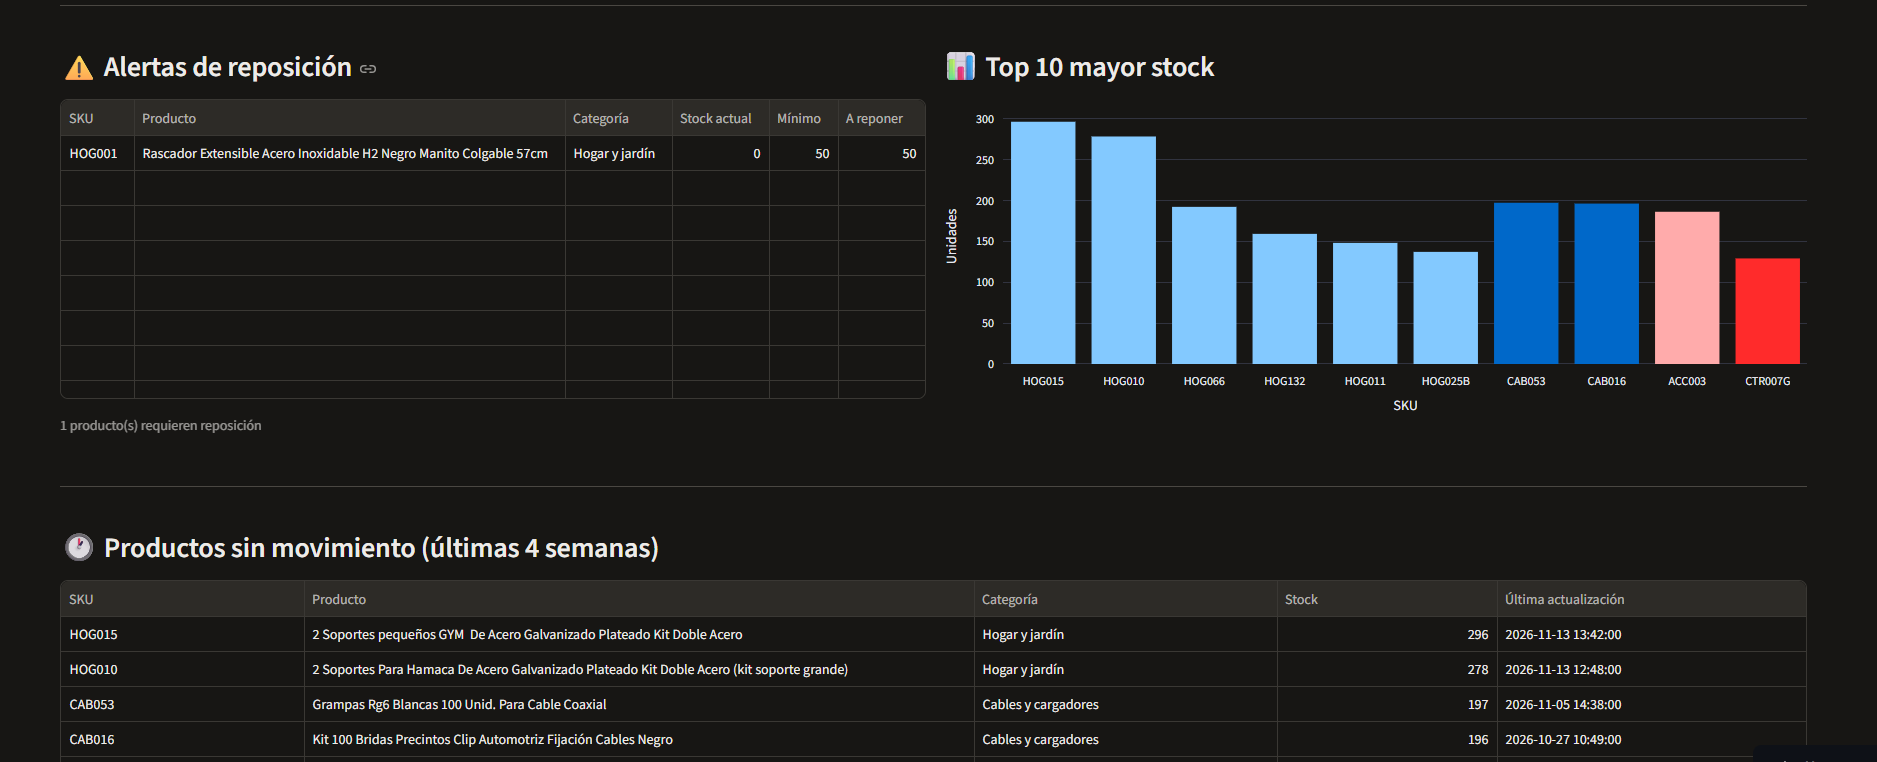 Alertas de reposición
SKU Producto Categoría Stock actual Mínimo A reponer
HOG001 Rascador Extensible Acero Inoxidable H2 Negro Manito Colgable 57cm Hogar y jardín 0 50 50
1 producto(s) requieren reposición
Top 10 mayor stock
Unidades
300
250
200
150
100
50
0
HOG015 HOG010 HOG066 HOG132 HOG011 HOG025B CAB053 CAB016 ACC003 CTR007G
SKU
Productos sin movimiento (últimas 4 semanas)
SKU Producto Categoría Stock Última actualización
HOG015 2 Soportes pequeños GYM  De Acero Galvanizado Plateado Kit Doble Acero Hogar y jardín 296 2026-11-13 13:42:00
HOG010 2 Soportes Para Hamaca De Acero Galvanizado Plateado Kit Doble Acero (kit soporte grande) Hogar y jardín 278 2026-11-13 12:48:00
CAB053 Grampas Rg6 Blancas 100 Unid. Para Cable Coaxial Cables y cargadores 197 2026-11-05 14:38:00
CAB016 Kit 100 Bridas Precintos Clip Automotriz Fijación Cables Negro Cables y cargadores 196 2026-10-27 10:49:00